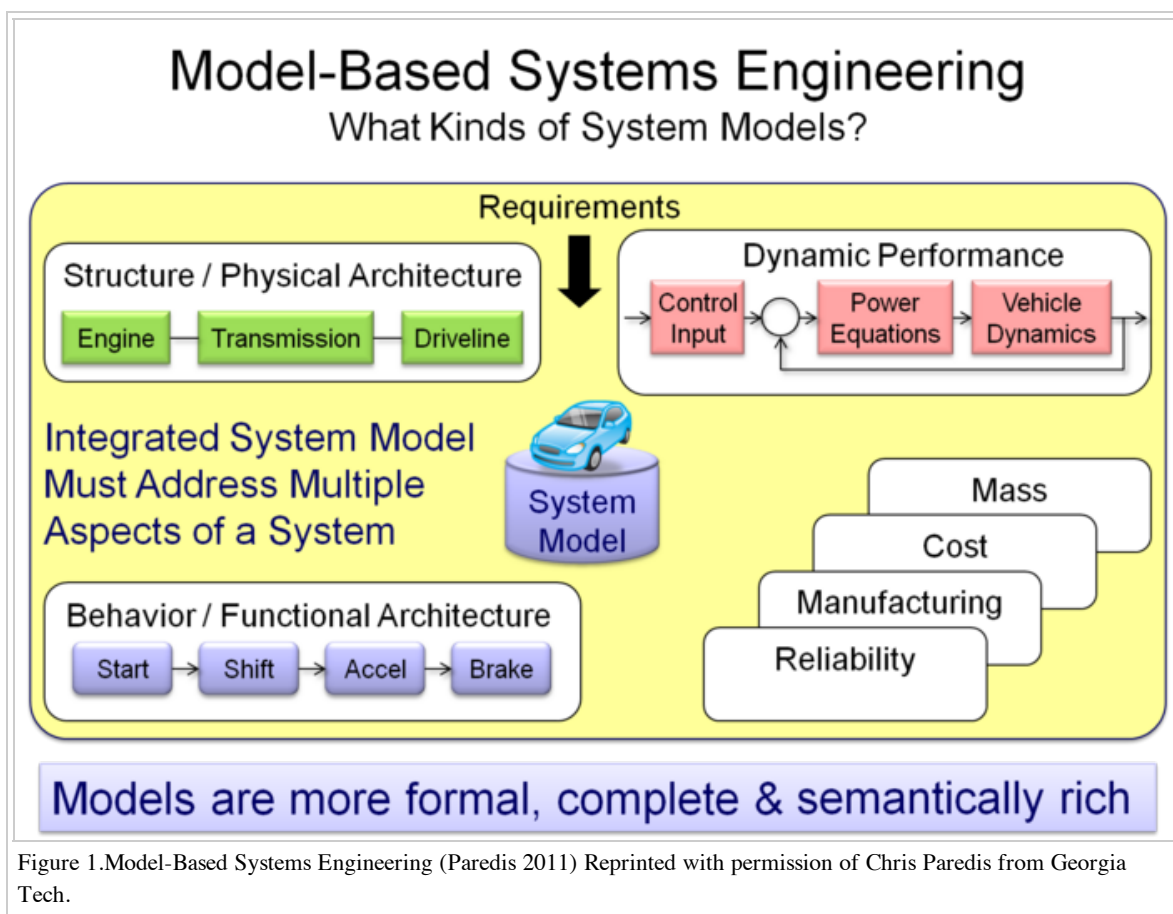 Model-Based Systems Engineering
What Kinds of System Models?
Requirements
Structure / Physical Architecture
Engine
Transmission
Driveline
Dynamic Performance
Control
Input
Power
Equations
Vehicle
Dynamics
Integrated System Model
Must Address Multiple
Aspects of a System
System
Model
Mass
Cost
Manufacturing
Reliability
Behavior / Functional Architecture
Start
Shift
Accel
Brake
Models are more formal, complete & semantically rich
Figure 1.Model-Based Systems Engineering (Paredis 2011) Reprinted with permission of Chris Paredis from Georgia
Tech.